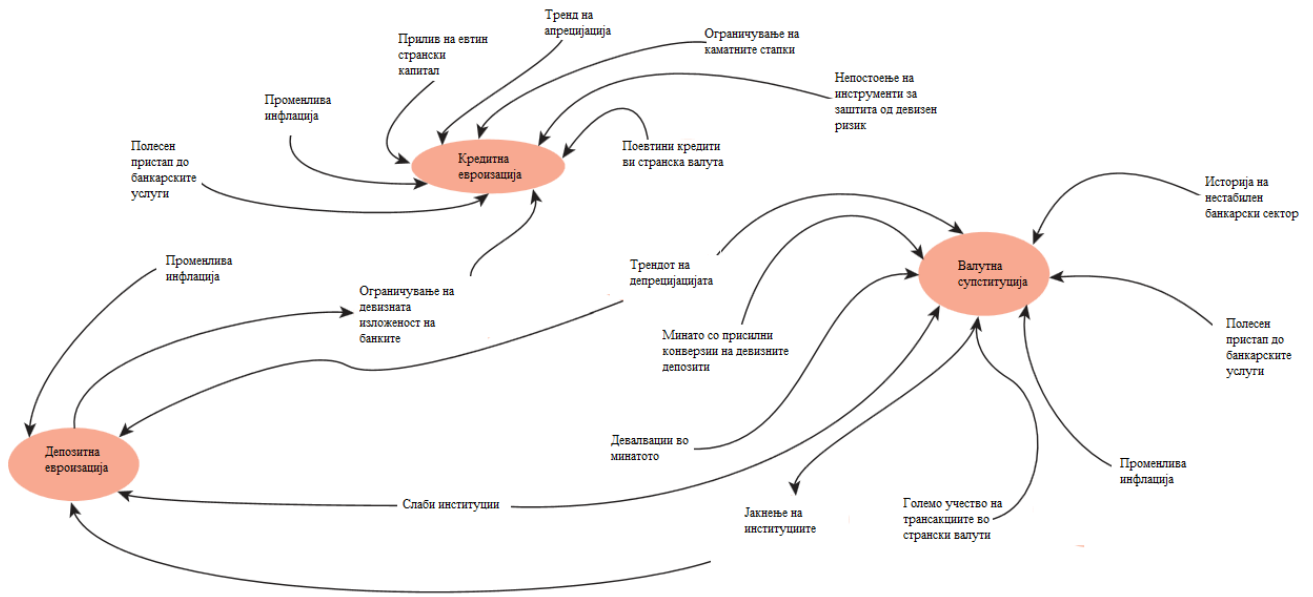 Тренд на
апрецијација
Прилив на евтин
странски
капитал
Ограничување на
каматните стапки
Непостоење на
инструменти за
заштита од девизен
ризик
Променлива
инфлација
Полесен
пристап до
банкарските
услуги
Кредитна
евроизација
Поевтини кредити
ви странска валута
Историја на
нестабилен
банкарски сектор
Променлива
инфлација
Ограничување на
девизната
изложеност на
банките
Трендот на
депрецијацијата
Валутна
супституција
Минато со присилни
конверзии на девизните
депозити
Полесен
пристап до
банкарските
услуги
Депозитна
евроизација
Девалвации во
минатото
Слаби институции
Јакнење на
институциите
Големо учество на
трансакциите во
странски валути
Променлива
инфлација